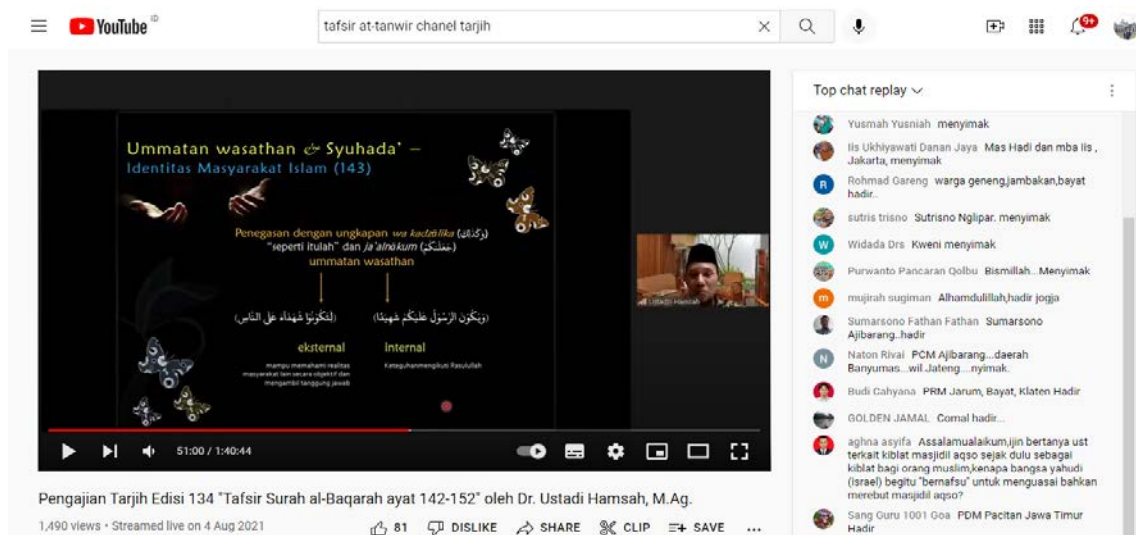 YouTube ID
tafsir at-tanwir chanel tarjih
9+
Ummatan wasathan & Syuhada' –
Identitas Masyarakat Islam (143)
Penegasan dengan ungkapan wa kadzālika (وَكَذٰلِكَ)
"seperti itulah" dan ja'alnākum (جَعَلْنٰكُمْ)
ummatan wasathan
(لِتَكُوْنُوْا شُهَدَاۤءَ عَلَى النَّاسِ) (وَيَكُوْنَ الرَّسُوْلُ عَلَيْكُمْ شَهِيْدًا)
eksternal internal
mampu memahami realitas
masyarakat lain secara objektif dan
mengambil tanggung jawab
Keteguhanmengikuti Rasulullah
Ustadzi Hamsah
51:00 / 1:40:44
Pengajian Tarjih Edisi 134 "Tafsir Surah al-Baqarah ayat 142-152" oleh Dr. Ustadi Hamsah, M.Ag.
1,490 views • Streamed live on 4 Aug 2021
81 DISLIKE SHARE CLIP SAVE ...
Top chat replay
Yusmah Yusniah menyimak
Iis Ukhiyawati Danan Jaya Mas Hadi dan mba Iis ,
Jakarta, menyimak
R Rohmad Gareng warga geneng,jambakan,bayat
hadir..
sutris trisno Sutrisno Nglipar. menyimak
W Widada Drs Kweni menyimak
Purwanto Pancaran Qolbu Bismillah...Menyimak
m mujirah sugiman Alhamdulillah,hadir jogja
Sumarsono Fathan Fathan Sumarsono
Ajibarang..hadir
N Naton Rivai PCM Ajibarang...daerah
Banyumas...wil.Jateng....nyimak.
Budi Cahyana PRM Jarum, Bayat, Klaten Hadir
GOLDEN JAMAL Comal hadir...
aghna asyifa Assalamualaikum,ijin bertanya ust
terkait kiblat masjidil aqso sejak dulu sebagai
kiblat bagi orang muslim,kenapa bangsa yahudi
(israel) begitu "bernafsu" untuk menguasai bahkan
merebut masjidil aqso?
Sang Guru 1001 Goa PDM Pacitan Jawa Timur
Hadir